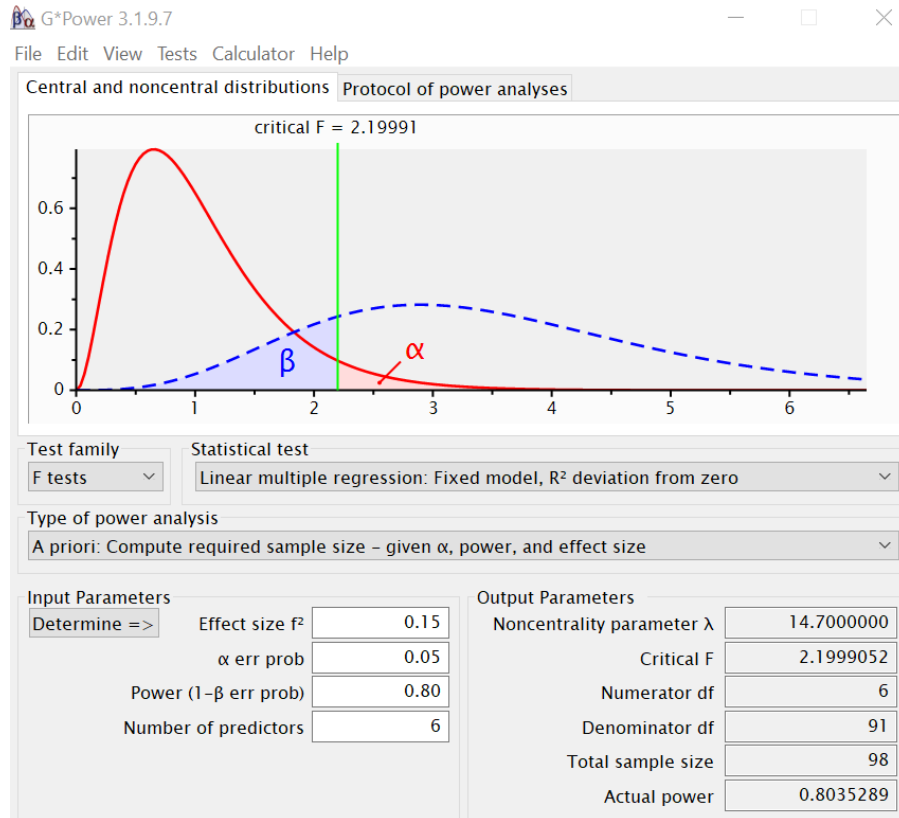 G*Power 3.1.9.7
File Edit View Tests Calculator Help
Central and noncentral distributions Protocol of power analyses
critical F = 2.19991
0.6
0.4
0.2
0
β
α
0 1 2 3 4 5 6
Test family Statistical test
F tests Linear multiple regression: Fixed model, R² deviation from zero
Type of power analysis
A priori: Compute required sample size – given α, power, and effect size
Input Parameters Output Parameters
Determine => Effect size f² 0.15 Noncentrality parameter λ 14.7000000
α err prob 0.05 Critical F 2.1999052
Power (1-β err prob) 0.80 Numerator df 6
Number of predictors 6 Denominator df 91
Total sample size 98
Actual power 0.8035289